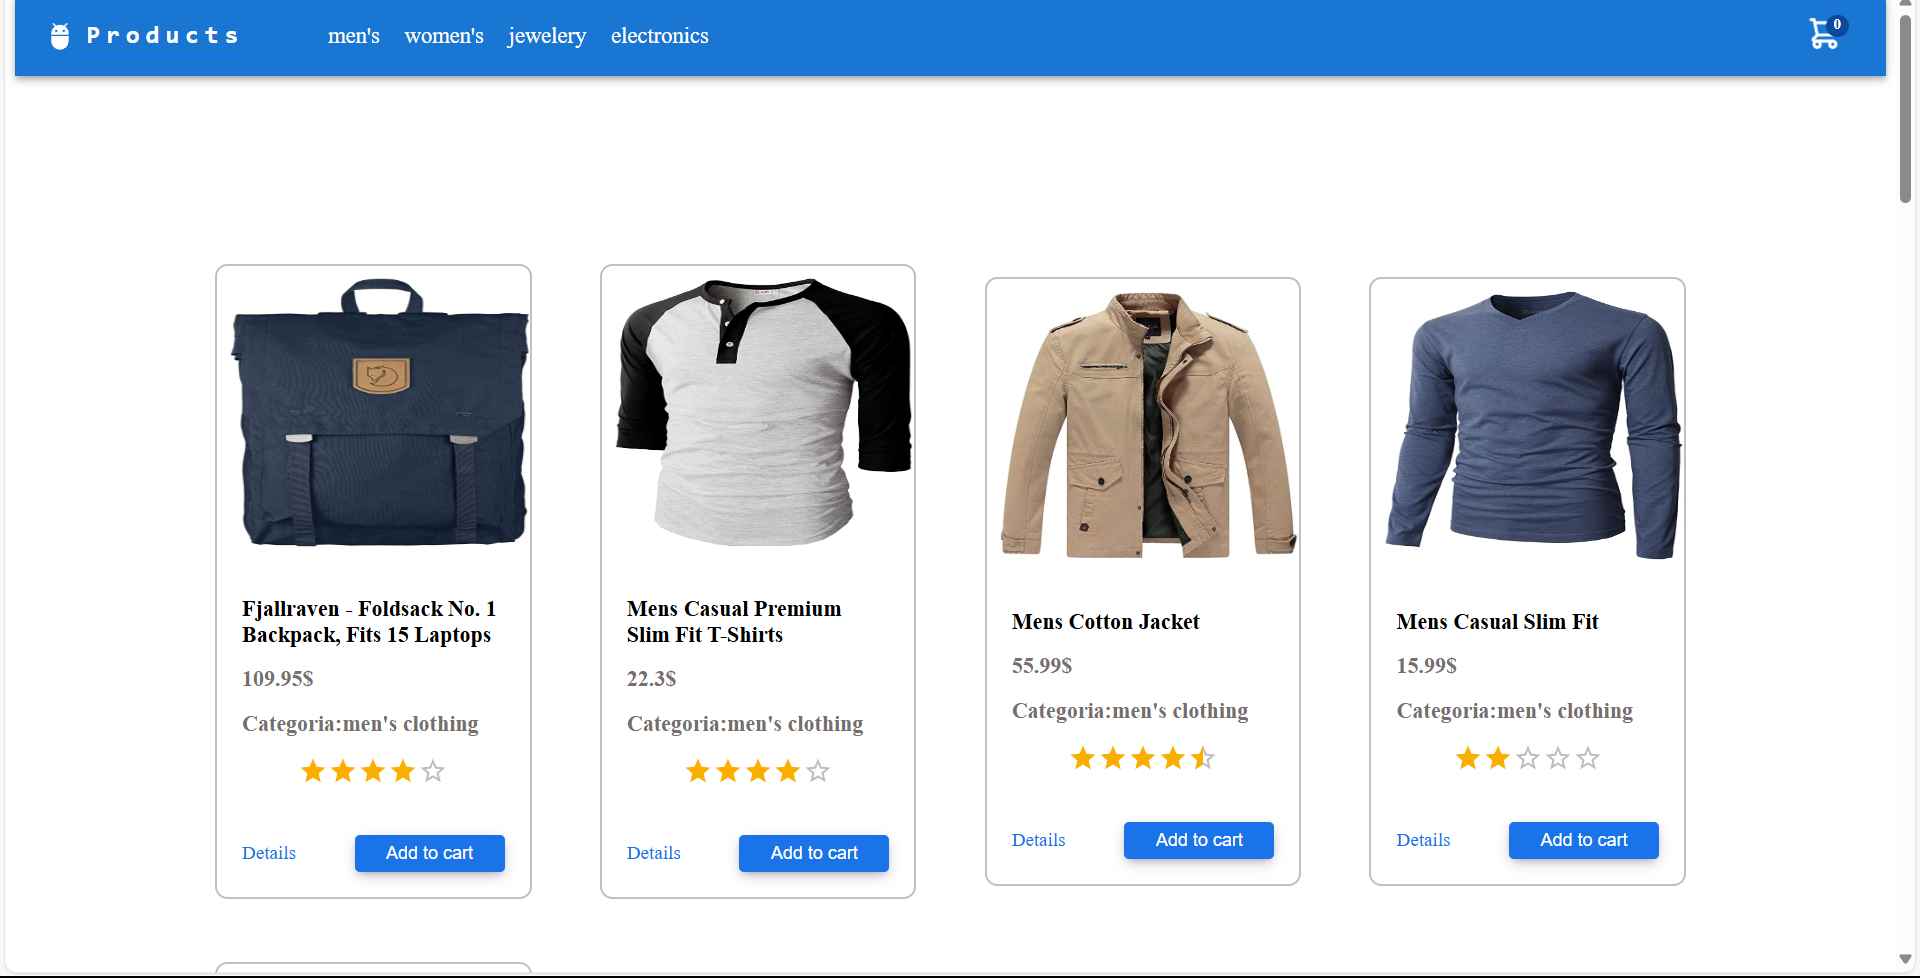 Products
men's women's jewelery electronics
0
Fjallraven - Foldsack No. 1
Backpack, Fits 15 Laptops
109.95$
Categoria:men's clothing
Details Add to cart
Mens Casual Premium
Slim Fit T-Shirts
22.3$
Categoria:men's clothing
Details Add to cart
Mens Cotton Jacket
55.99$
Categoria:men's clothing
Details Add to cart
Mens Casual Slim Fit
15.99$
Categoria:men's clothing
Details Add to cart